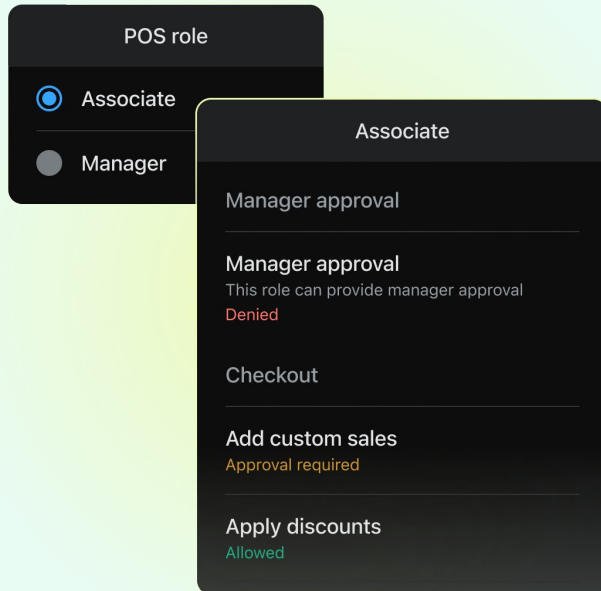 POS role
Associate
Manager
Associate
Manager approval
Manager approval
This role can provide manager approval
Denied
Checkout
Add custom sales
Approval required
Apply discounts
Allowed